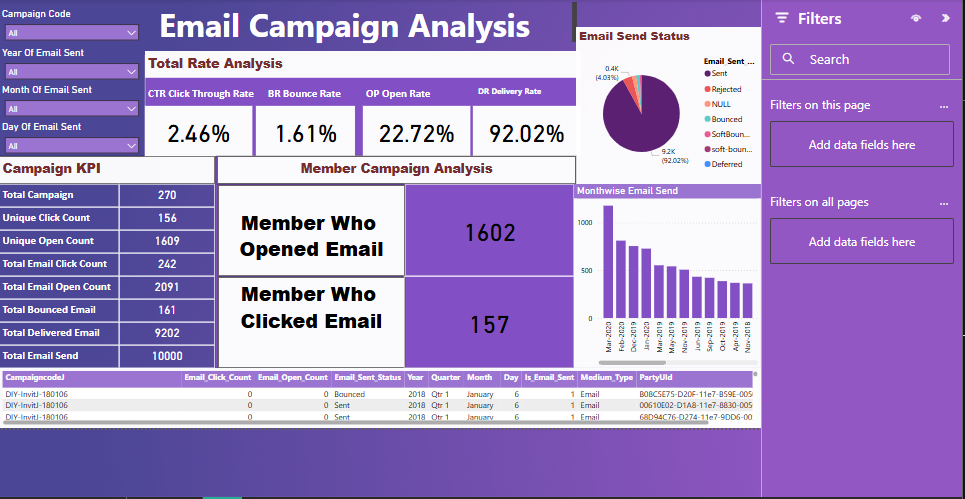 Campaign Code
All
Year Of Email Sent
All
Month Of Email Sent
All
Day Of Email Sent
All
Email Campaign Analysis
Total Rate Analysis
CTR Click Through Rate
2.46%
BR Bounce Rate
1.61%
OP Open Rate
22.72%
DR Delivery Rate
92.02%
Email Send Status
0.4K
(4.03%)
9.2K
(92.02%)
Email_Sent_...
Sent
Rejected
NULL
Bounced
SoftBoun...
soft-boun...
Deferred
Campaign KPI
Total Campaign 270
Unique Click Count 156
Unique Open Count 1609
Total Email Click Count 242
Total Email Open Count 2091
Total Bounced Email 161
Total Delivered Email 9202
Total Email Send 10000
Member Campaign Analysis
Member Who
Opened Email
1602
Member Who
Clicked Email
157
Monthwise Email Send
1000
500
0
Mar-2020
Feb-2020
Dec-2019
Jan-2020
Mar-2019
May-2019
Nov-2019
Jun-2019
Sep-2019
Oct-2019
Apr-2019
Nov-2018
CampaigncodeJ Email_Click_Count Email_Open_Count Email_Sent_Status Year Quarter Month Day Is_Email_Sent Medium_Type PartyUId
DIY-InvitJ-180106 0 0 Bounced 2018 Qtr 1 January 6 1 Email B08C5E75-D20F-11e7-B59E-005
DIY-InvitJ-180106 0 0 Sent 2018 Qtr 1 January 6 1 Email 00610E02-D1A8-11e7-8830-005
DIY-InvitJ-180106 0 0 Sent 2018 Qtr 1 January 6 1 Email 68D94C76-D274-11e7-9DD6-00
Filters
Search
Filters on this page ...
Add data fields here
Filters on all pages ...
Add data fields here